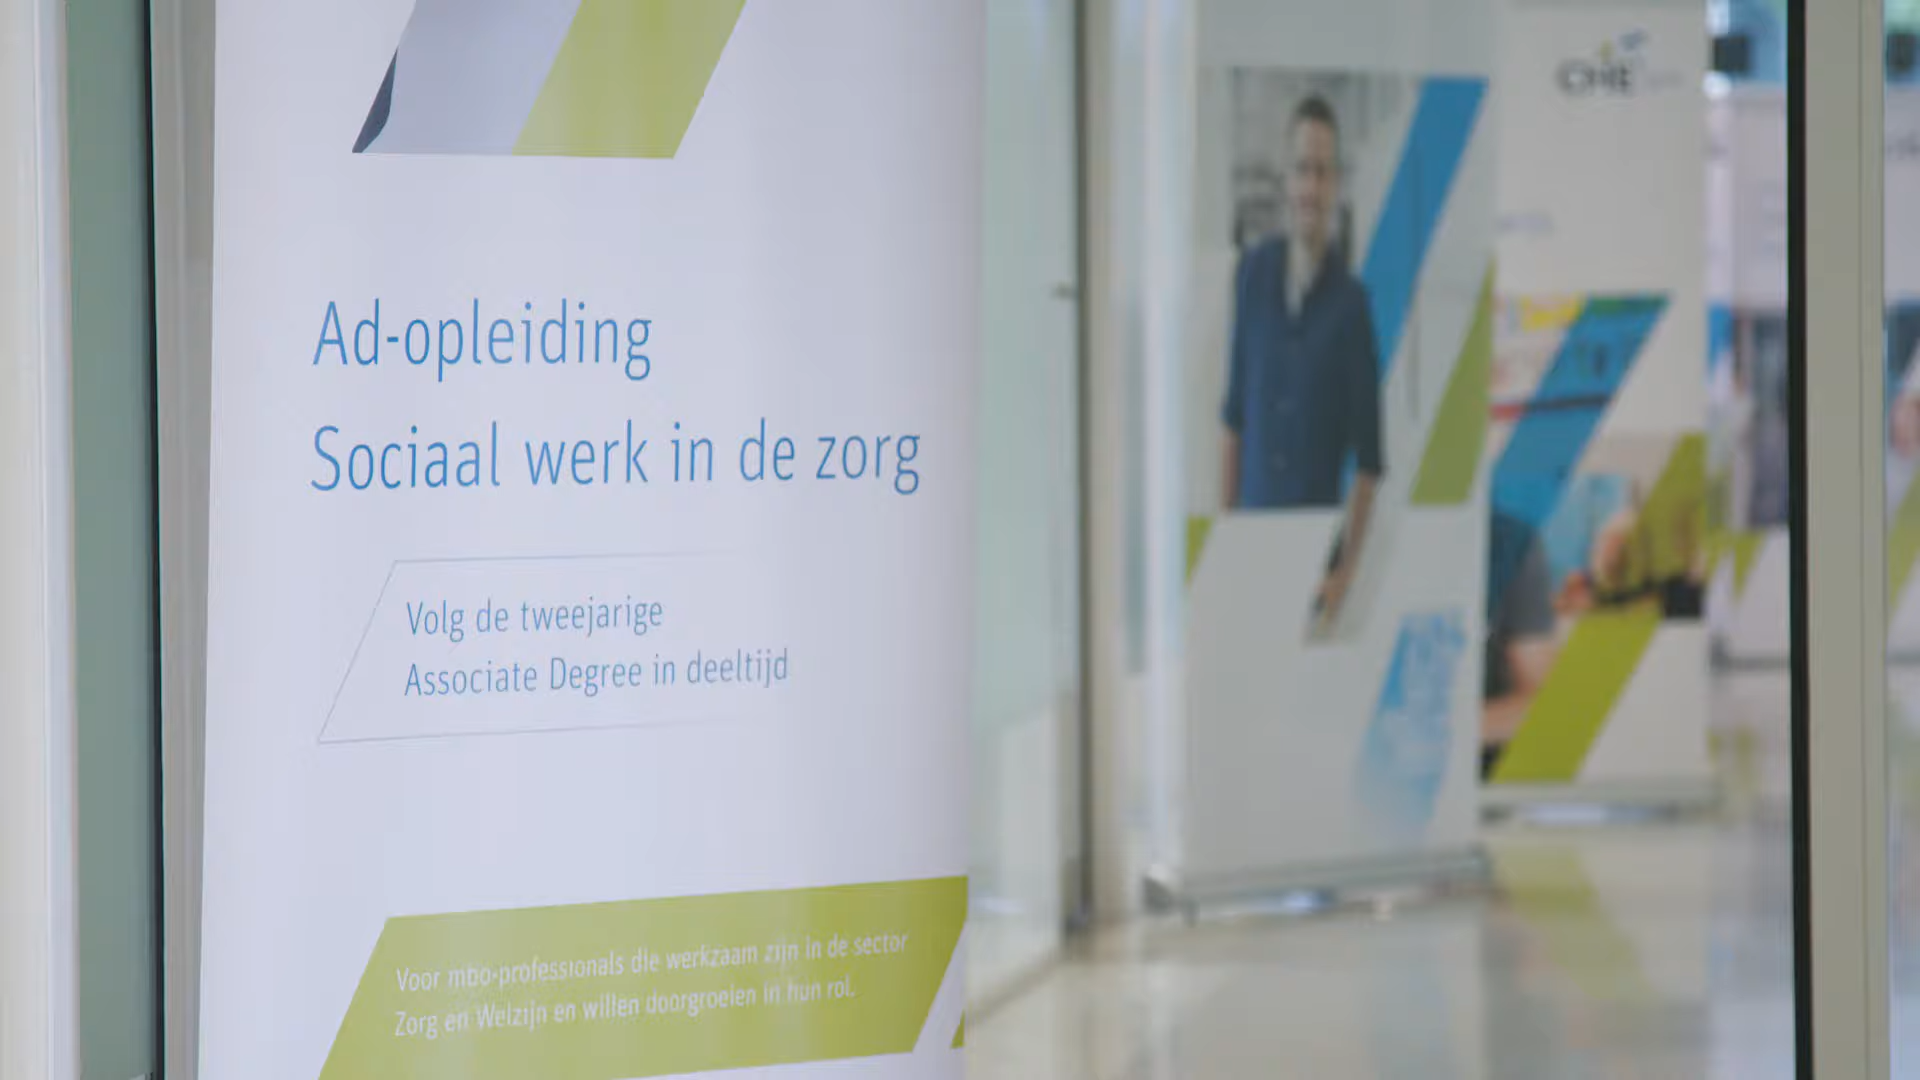 Ad-opleiding
Sociaal werk in de zorg
Volg de tweejarige
Associate Degree in deeltijd
Voor mbo-professionals die werkzaam zijn in de sector
Zorg en Welzijn en willen doorgroeien in hun rol.
CHE